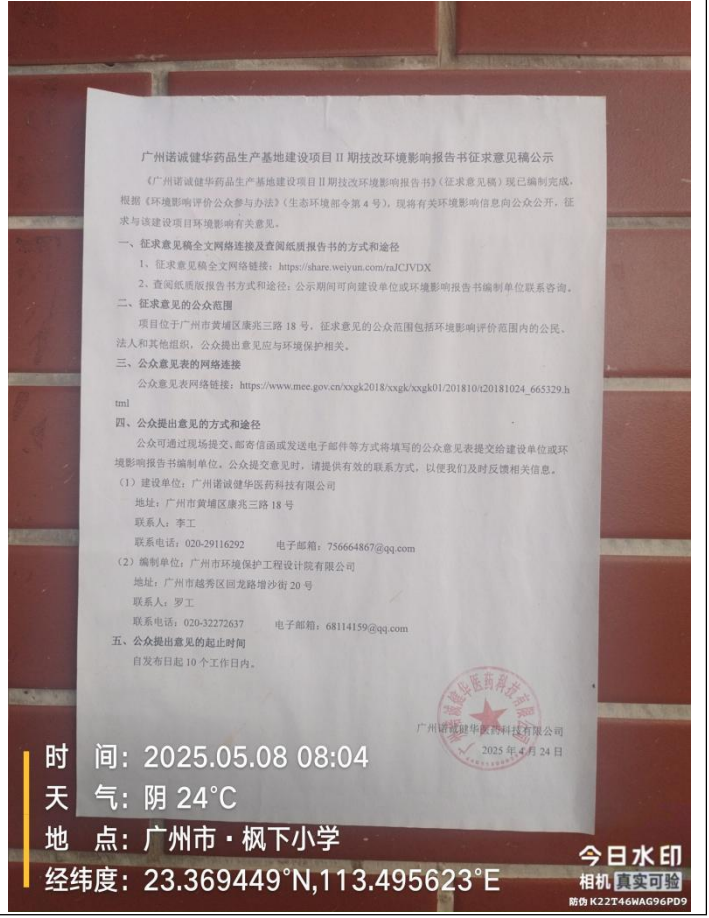 广州诺诚健华药品生产基地建设项目 II 期技改环境影响报告书征求意见稿公示
《广州诺诚健华药品生产基地建设项目 II 期技改环境影响报告书》（征求意见稿）现已编制完成，
根据《环境影响评价公众参与办法》（生态环境部令第 4 号），现将有关环境影响信息向公众公开，征
求与该建设项目环境影响有关意见。
一、征求意见稿全文网络连接及查阅纸质报告书的方式和途径
1、征求意见稿全文网络链接：https://share.weiyun.com/raJCJVDX
2、查阅纸质版报告书方式和途径：公示期间可向建设单位或环境影响报告书编制单位联系咨询。
二、征求意见的公众范围
项目位于广州市黄埔区康兆三路 18 号，征求意见的公众范围包括环境影响评价范围内的公民、
法人和其他组织，公众提出意见应与环境保护相关。
三、公众意见表的网络连接
公众意见表网络链接：https://www.mee.gov.cn/xxgk2018/xxgk/xxgk01/201810/t20181024_665329.h
tml
四、公众提出意见的方式和途径
公众可通过现场提交、邮寄信函或发送电子邮件等方式将填写的公众意见表提交给建设单位或环
境影响报告书编制单位。公众提交意见时，请提供有效的联系方式，以便我们及时反馈相关信息。
（1）建设单位：广州诺诚健华医药科技有限公司
地址：广州市黄埔区康兆三路 18 号
联系人：李工
联系电话：020-29116292 电子邮箱：756664867@qq.com
（2）编制单位：广州市环境保护工程设计院有限公司
地址：广州市越秀区回龙路增沙街 20 号
联系人：罗工
联系电话：020-32272637 电子邮箱：68114159@qq.com
五、公众提出意见的起止时间
自发布日起 10 个工作日内。
广州诺诚健华医药科技有限公司
广州诺诚健华医药科技有限公司
2025 年 4 月 24 日
时 间：2025.05.08 08:04
天 气：阴 24℃
地 点：广州市·枫下小学
经纬度：23.369449°N,113.495623°E
今日水印
相机 真实可验
防伪 K22T46WAG96PD9